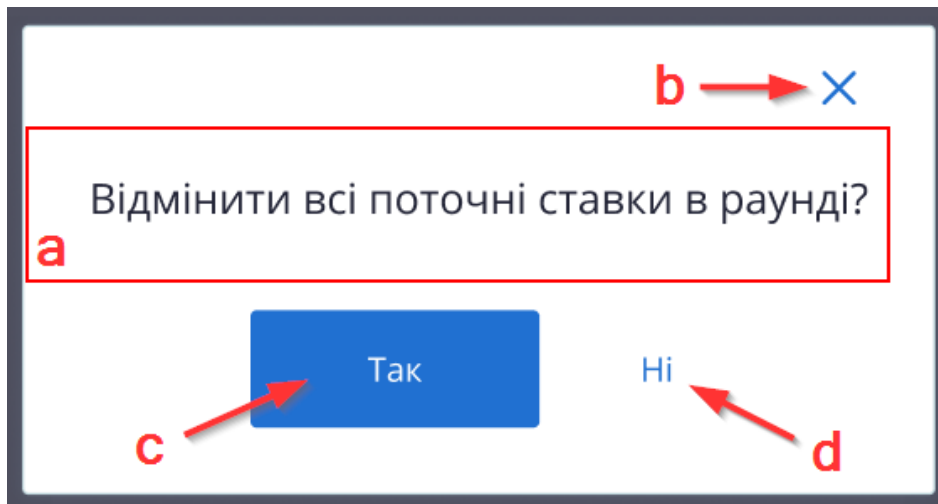 b
Відмінити всі поточні ставки в раунді?
a
Так
Ні
c
d